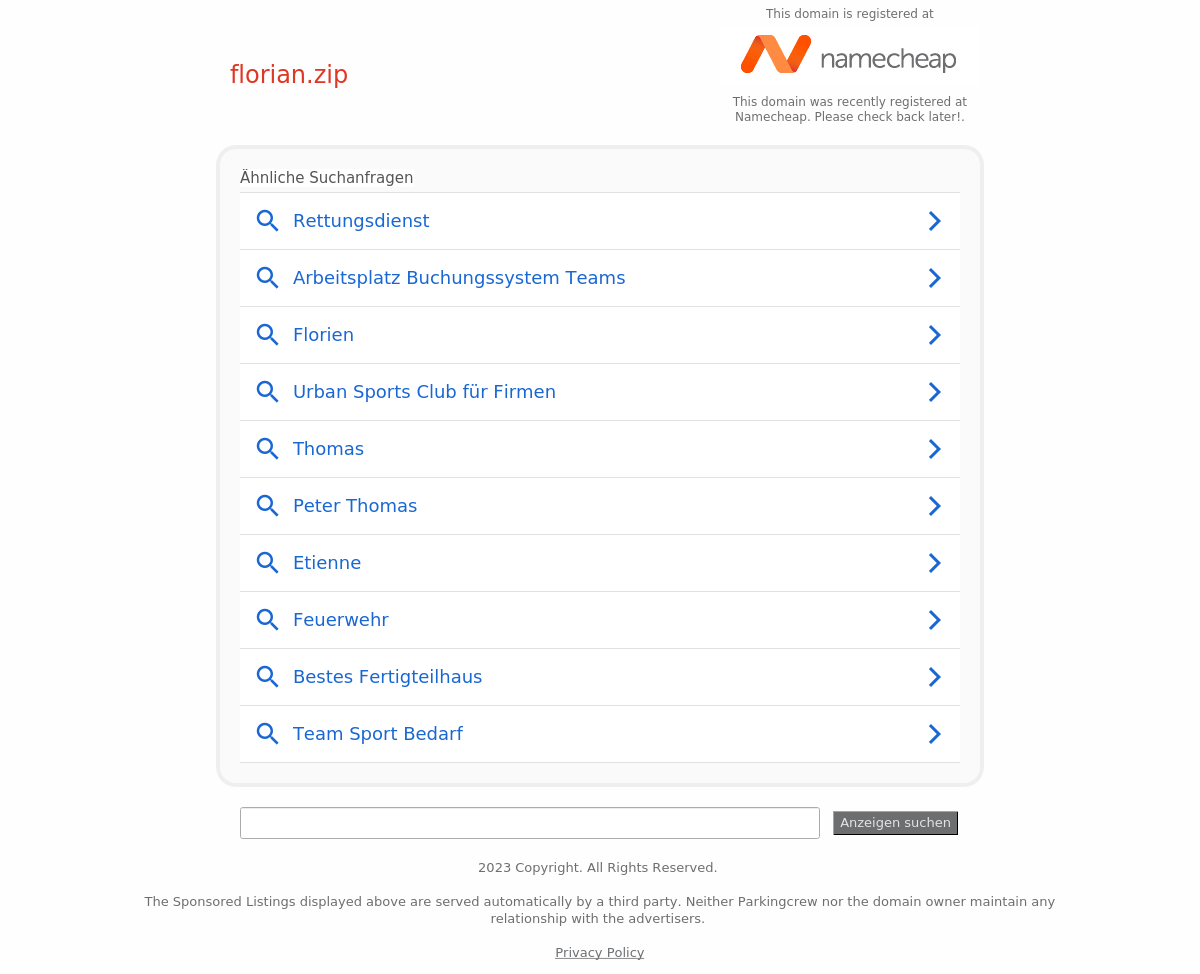 This domain is registered at
namecheap
florian.zip
This domain was recently registered at
Namecheap. Please check back later!.
Ähnliche Suchanfragen
Rettungsdienst
Arbeitsplatz Buchungssystem Teams
Florien
Urban Sports Club für Firmen
Thomas
Peter Thomas
Etienne
Feuerwehr
Bestes Fertigteilhaus
Team Sport Bedarf
Anzeigen suchen
2023 Copyright. All Rights Reserved.
The Sponsored Listings displayed above are served automatically by a third party. Neither Parkingcrew nor the domain owner maintain any
relationship with the advertisers.
Privacy Policy